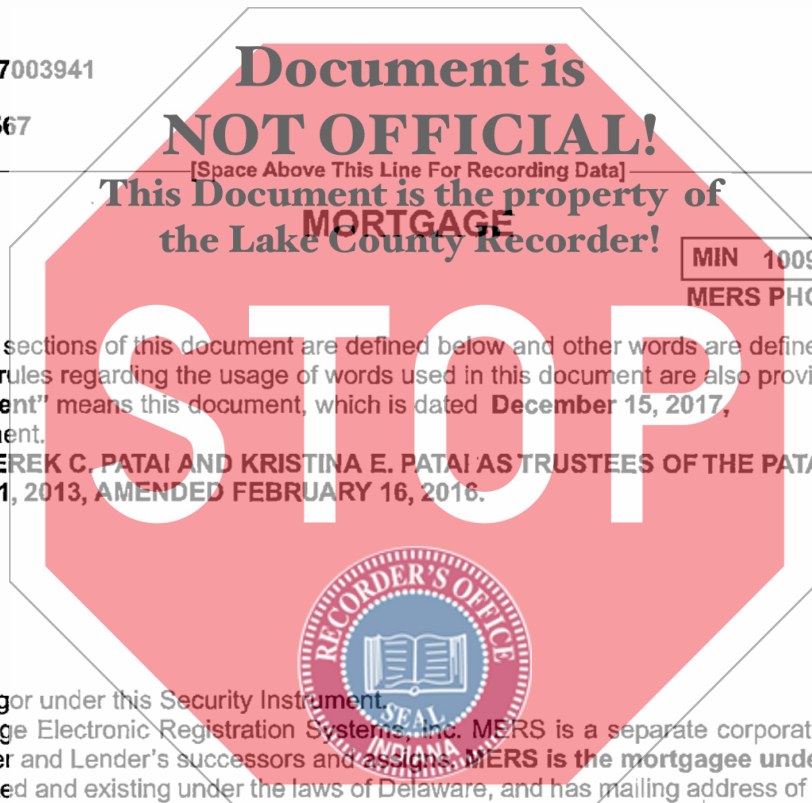 7003941
Document is
567
NOT OFFICIAL!
[Space Above This Line For Recording Data]
This Document is the property of
MORTGAGE
the Lake County Recorder!
MIN 1009
MERS PHO
STOP
sections of this document are defined below and other words are define
rules regarding the usage of words used in this document are also provi
ent” means this document, which is dated December 15, 2017,
ent.
EREK C. PATAI AND KRISTINA E. PATAI AS TRUSTEES OF THE PATA
1, 2013, AMENDED FEBRUARY 16, 2016.
RECORDER'S OFFICE
SEAL
INDIANA
gor under this Security Instrument.
ge Electronic Registration Systems, Inc. MERS is a separate corporat
er and Lender's successors and assigns. MERS is the mortgagee unde
ed and existing under the laws of Delaware, and has mailing address of